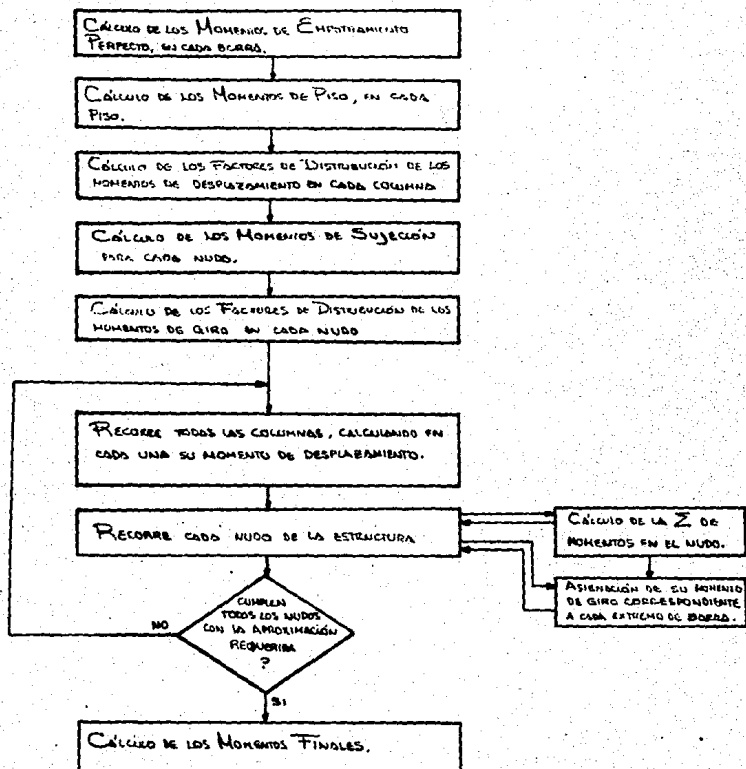 CÁLCULO DE LOS MOMENTOS DE EMPOTRAMIENTO
PERFECTO, EN CADA BARRA.
CÁLCULO DE LOS MOMENTOS DE PISO, EN CADA
PISO.
CÁLCULO DE LOS FACTORES DE DISTRIBUCIÓN DE LOS
MOMENTOS DE DESPLAZAMIENTO EN CADA COLUMNA
CÁLCULO DE LOS MOMENTOS DE SUJECIÓN
PARA CADA NUDO.
CÁLCULO DE LOS FACTORES DE DISTRIBUCIÓN DE LOS
MOMENTOS DE GIRO EN CADA NUDO
RECORRE TODAS LAS COLUMNAS, CALCULANDO EN
CADA UNA SU MOMENTO DE DESPLAZAMIENTO.
RECORRE CADA NUDO DE LA ESTRUCTURA
CÁLCULO DE LA Σ DE
MOMENTOS EN EL NUDO.
ASIGNACIÓN DE SU MOMENTO
DE GIRO CORRESPONDIENTE
A CADA EXTREMO DE BARRA.
CUMPLEN
TODOS LOS NUDOS
CON LA APROXIMACIÓN
REQUERIDA
?
NO
SI
CÁLCULO DE LOS MOMENTOS FINALES.